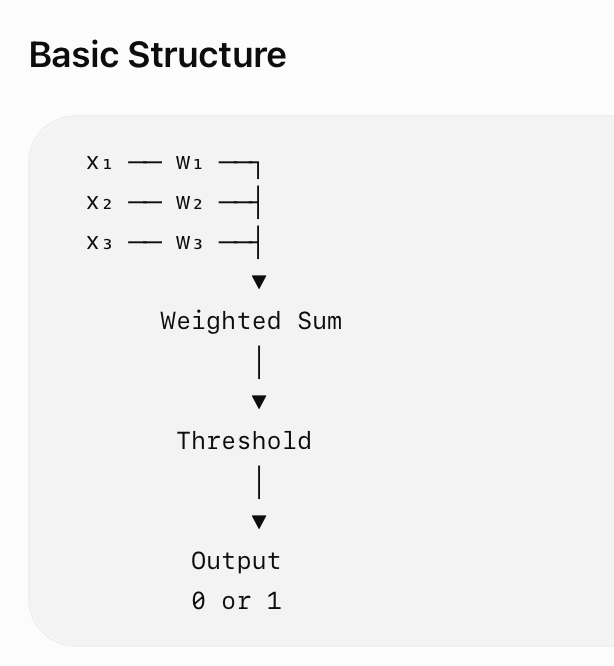 Basic Structure
x₁ ── w₁ ──┐
x₂ ── w₂ ──┤
x₃ ── w₃ ──┤
▼
Weighted Sum
│
▼
Threshold
│
▼
Output
0 or 1